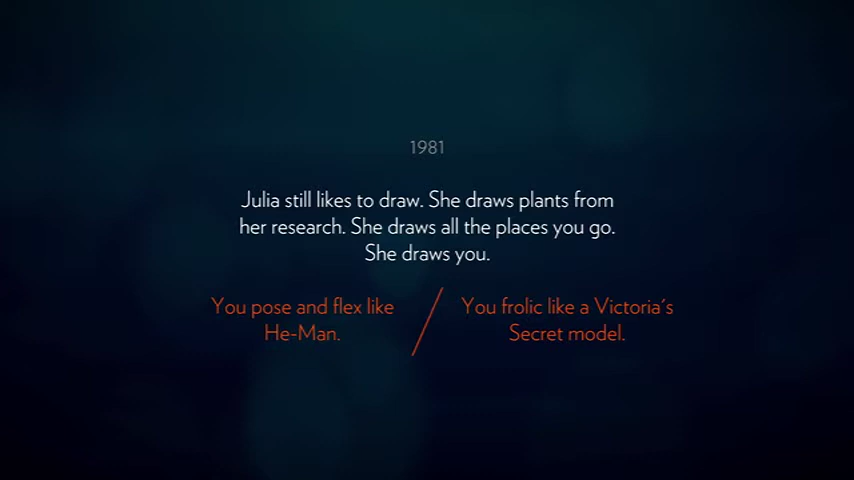 1981
Julia still likes to draw. She draws plants from
her research. She draws all the places you go.
She draws you.
You pose and flex like
He-Man.
You frolic like a Victoria's
Secret model.